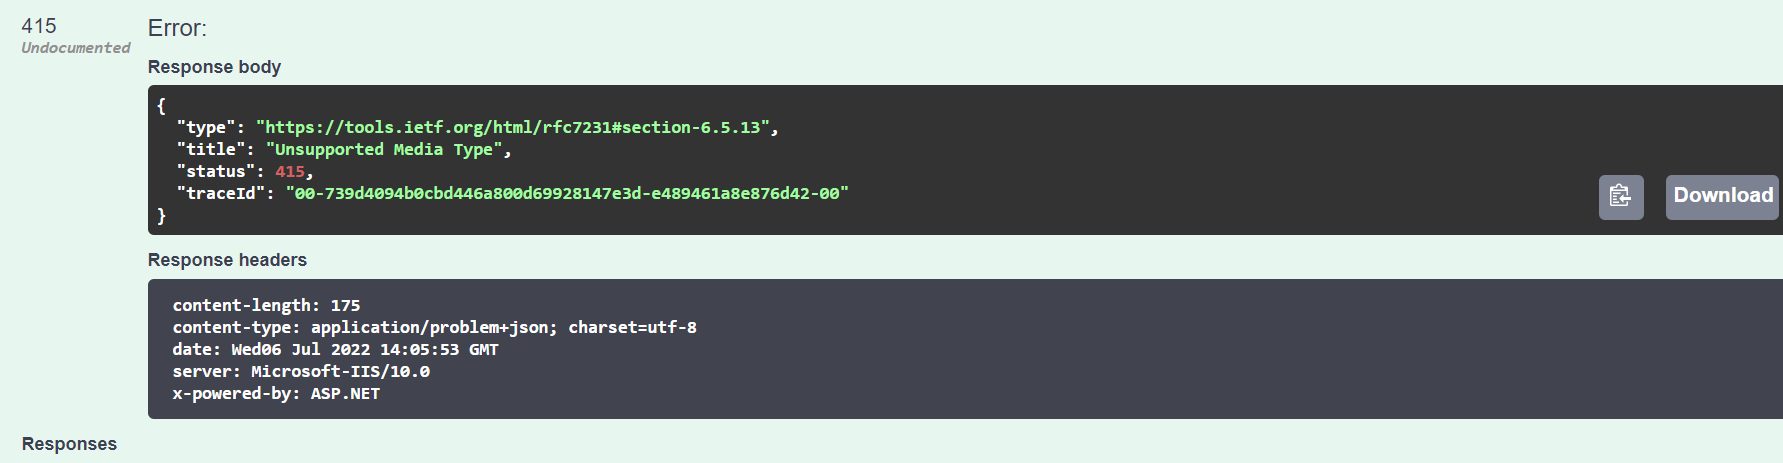 415
Undocumented
Error:
Response body
{
"type": "https://tools.ietf.org/html/rfc7231#section-6.5.13",
"title": "Unsupported Media Type",
"status": 415,
"traceId": "00-739d4094b0cbd446a800d69928147e3d-e489461a8e876d42-00"
}
Download
Response headers
content-length: 175
content-type: application/problem+json; charset=utf-8
date: Wed06 Jul 2022 14:05:53 GMT
server: Microsoft-IIS/10.0
x-powered-by: ASP.NET
Responses